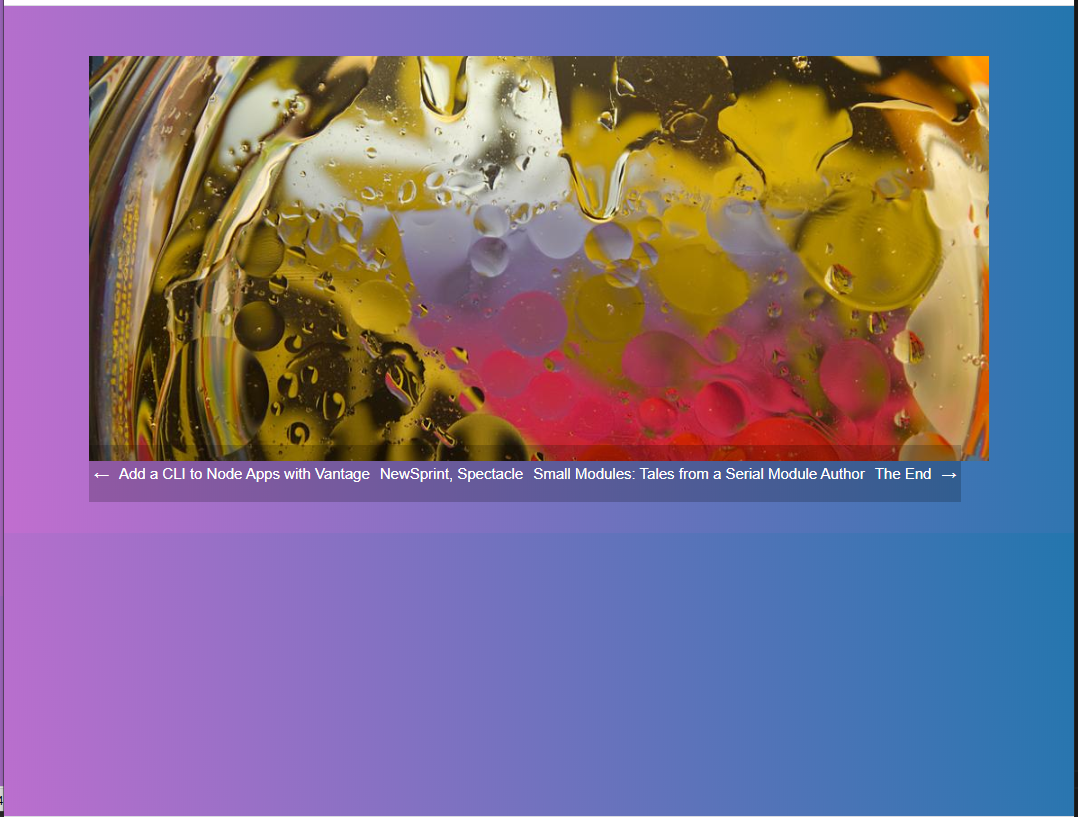 ← Add a CLI to Node Apps with Vantage NewSprint, Spectacle Small Modules: Tales from a Serial Module Author The End →